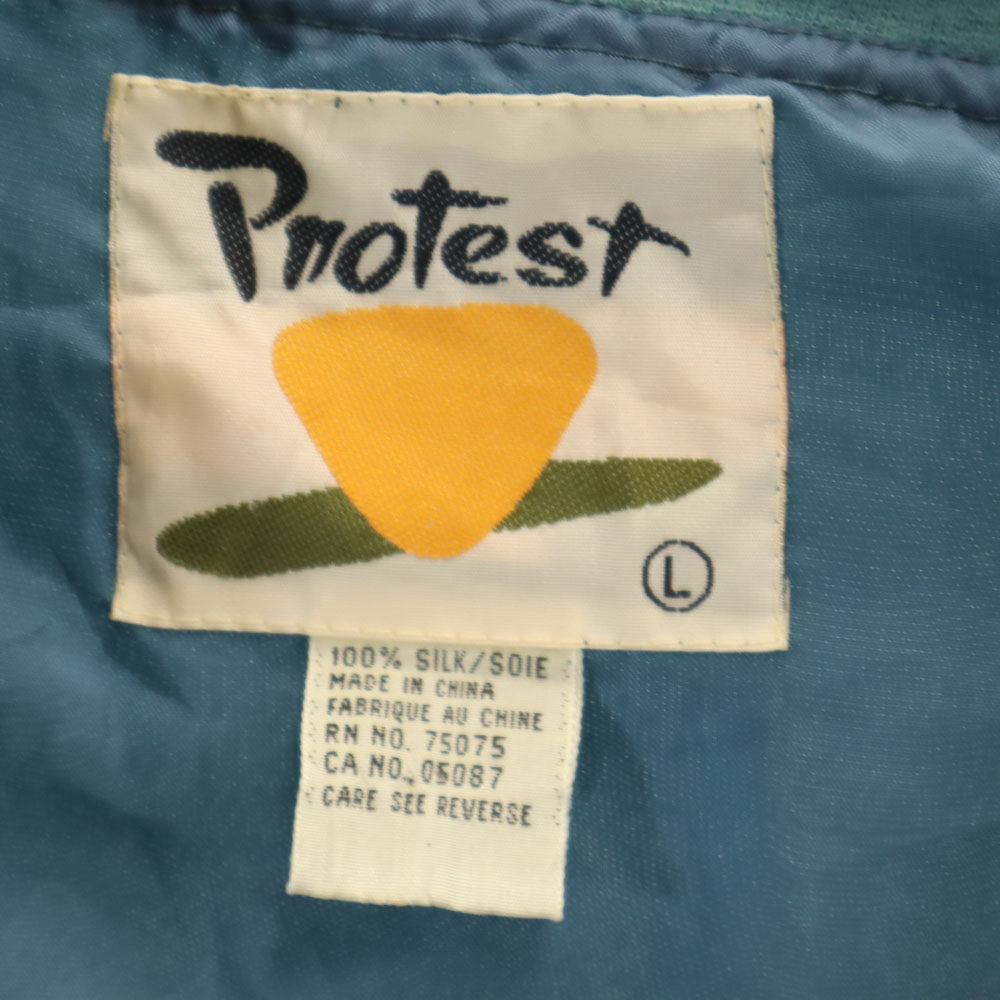 Protest
L
100% SILK/SOIE
MADE IN CHINA
FABRIQUE AU CHINE
RN NO. 75075
CA NO. 05087
CARE SEE REVERSE